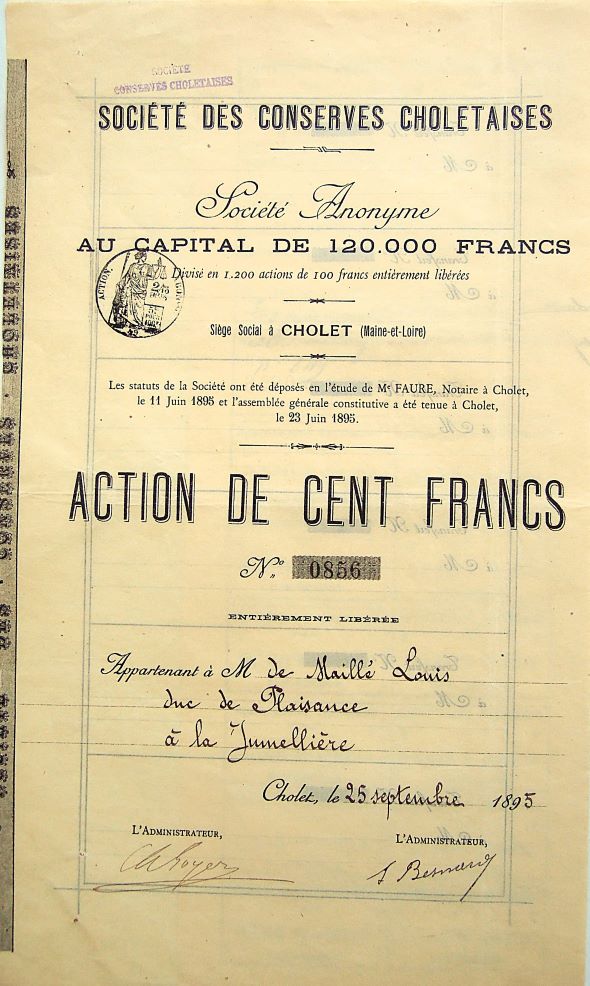 SOCIÉTÉ
CONSERVES CHOLETAISES
SOCIÉTÉ DES CONSERVES CHOLETAISES
Société Anonyme
AU CAPITAL DE 120.000 FRANCS
Divisé en 1.200 actions de 100 francs entièrement libérées
ACTION
Siège Social à CHOLET (Maine-et-Loire)
Les statuts de la Société ont été déposés en l'étude de Me FAURE, Notaire à Cholet,
le 11 Juin 1895 et l'assemblée générale constitutive a été tenue à Cholet,
le 23 Juin 1895.
ACTION DE CENT FRANCS
No 0856
ENTIÈREMENT LIBÉRÉE
Appartenant à M de Maillé Louis
duc de Plaisance
à la Jumellière
Cholet, le 25 septembre 1895
L'ADMINISTRATEUR,
L'ADMINISTRATEUR,